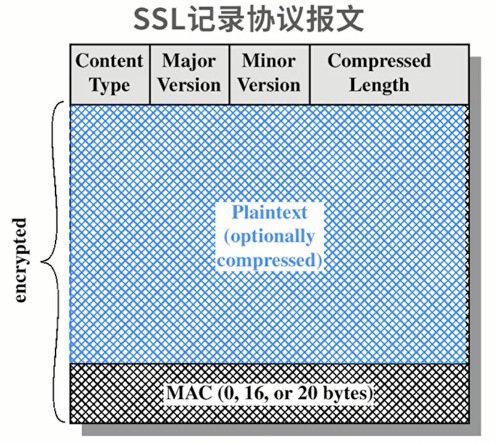 SSL记录协议报文
Content Type
Major Version
Minor Version
Compressed Length
encrypted
Plaintext
(optionally
compressed)
MAC (0, 16, or 20 bytes)